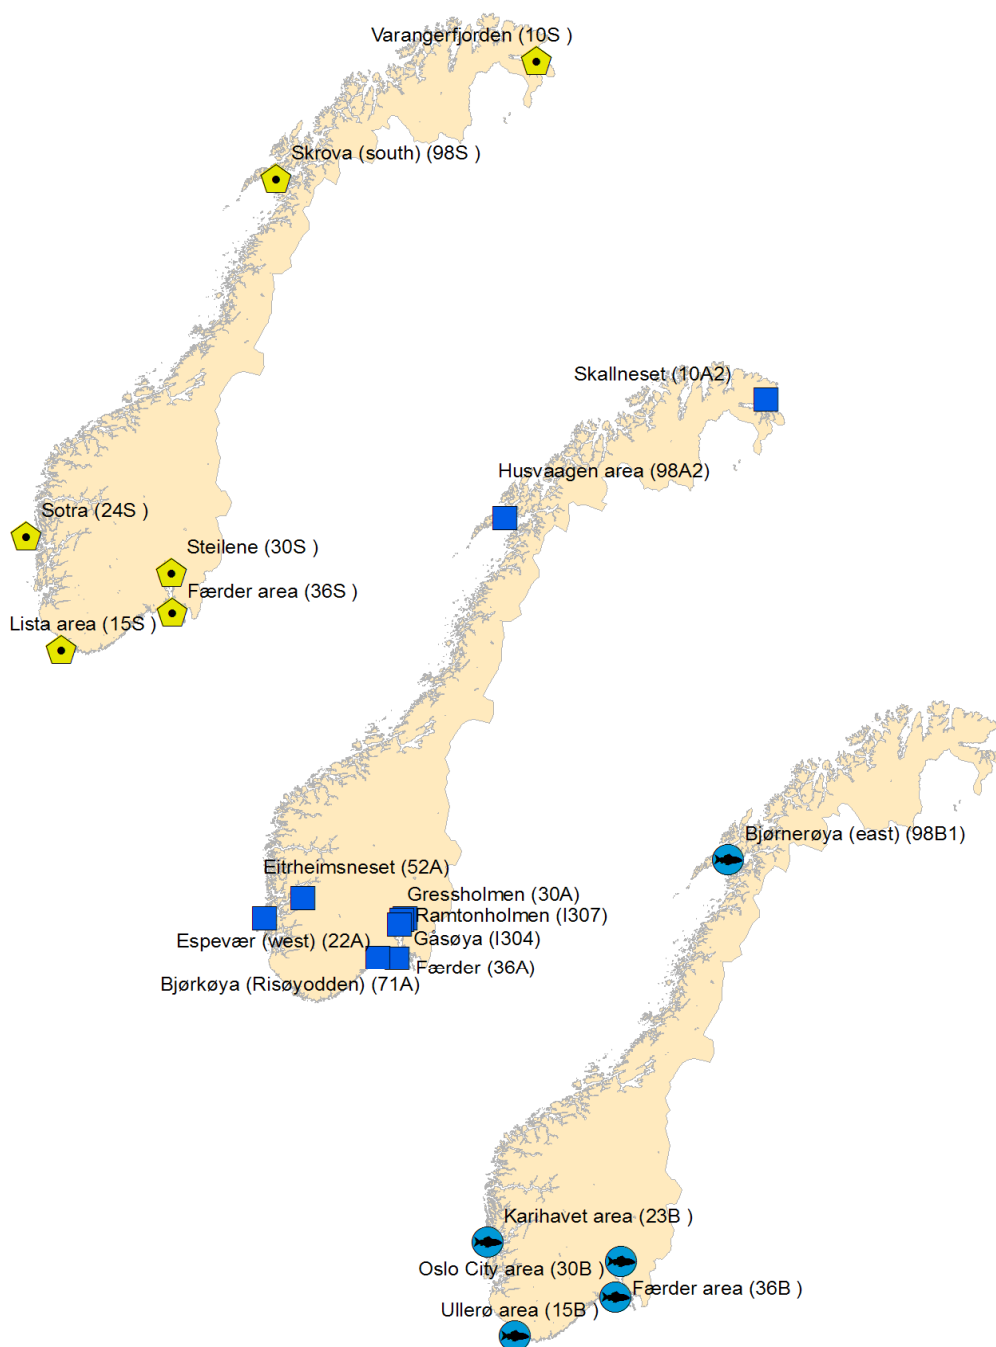 Varangerfjorden (10S )
Skrova (south) (98S )
Sotra (24S )
Steilene (30S )
Færder area (36S )
Lista area (15S )
Skallneset (10A2)
Husvaagen area (98A2)
Eitrheimsneset (52A)
Gressholmen (30A)
Ramtonholmen (I307)
Espevær (west) (22A)
Gåsøya (I304)
Færder (36A)
Bjørkøya (Risøyodden) (71A)
Bjørnerøya (east) (98B1)
Karihavet area (23B )
Oslo City area (30B )
Færder area (36B )
Ullerø area (15B )